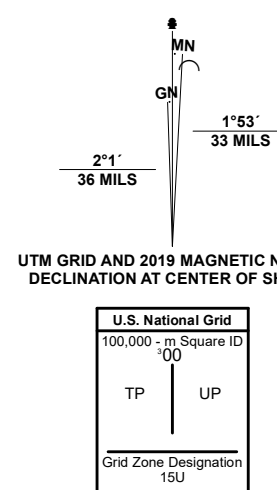 MN
GN
1°53´
33 MILS
2°1´
36 MILS
UTM GRID AND 2019 MAGNETIC N
DECLINATION AT CENTER OF SH
U.S. National Grid
100,000 - m Square ID
³00
TP UP
Grid Zone Designation
15U